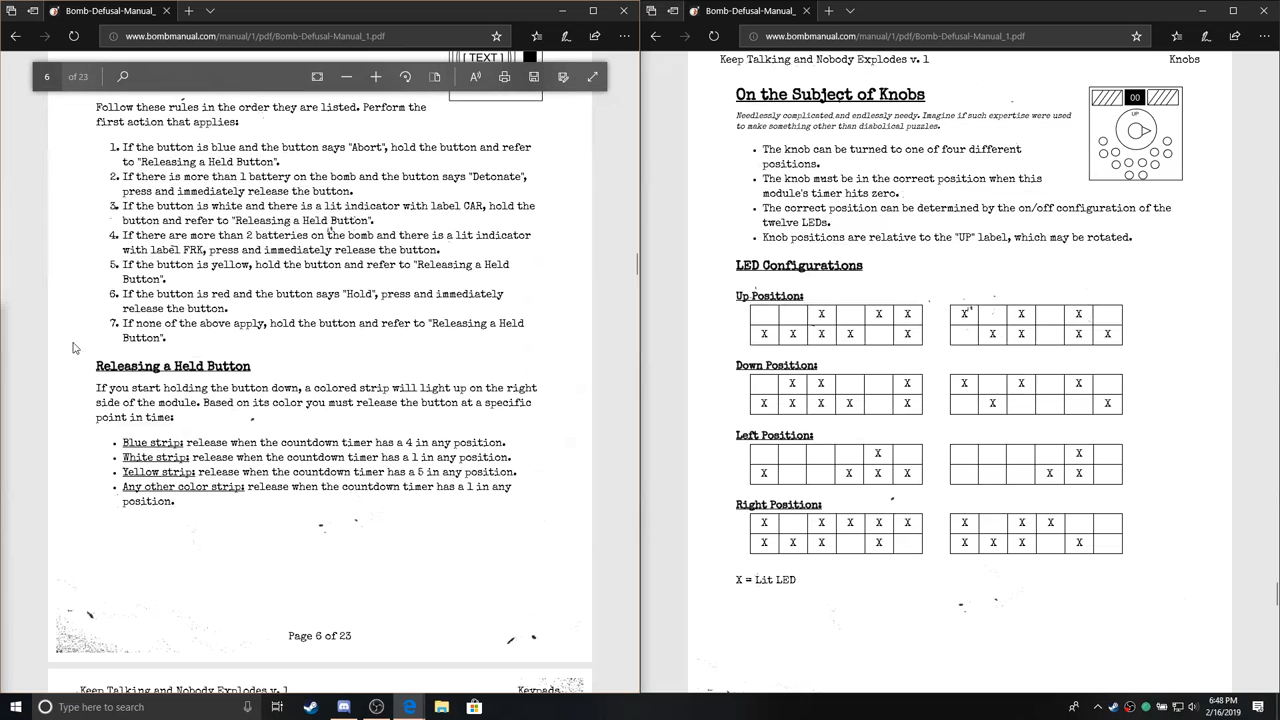 Bomb-Defusal-Manual_1.pdf
www.bombmanual.com/manual/1/pdf/Bomb-Defusal-Manual_1.pdf
6 of 23
[ TEXT ]
Follow these rules in the order they are listed. Perform the
first action that applies:
1. If the button is blue and the button says "Abort", hold the button and refer
to "Releasing a Held Button".
2. If there is more than 1 battery on the bomb and the button says "Detonate",
press and immediately release the button.
3. If the button is white and there is a lit indicator with label CAR, hold the
button and refer to "Releasing a Held Button".
4. If there are more than 2 batteries on the bomb and there is a lit indicator
with label FRK, press and immediately release the button.
5. If the button is yellow, hold the button and refer to "Releasing a Held
Button".
6. If the button is red and the button says "Hold", press and immediately
release the button.
7. If none of the above apply, hold the button and refer to "Releasing a Held
Button".
Releasing a Held Button
If you start holding the button down, a colored strip will light up on the right
side of the module. Based on its color you must release the button at a specific
point in time:
• Blue strip: release when the countdown timer has a 4 in any position.
• White strip: release when the countdown timer has a 1 in any position.
• Yellow strip: release when the countdown timer has a 5 in any position.
• Any other color strip: release when the countdown timer has a 1 in any
position.
Page 6 of 23
Keep Talking and Nobody Explodes v. 1 Keypads
Bomb-Defusal-Manual_1.pdf
www.bombmanual.com/manual/1/pdf/Bomb-Defusal-Manual_1.pdf
Keep Talking and Nobody Explodes v. 1 Knobs
On the Subject of Knobs
Needlessly complicated and endlessly needy. Imagine if such expertise were used
to make something other than diabolical puzzles.
00
UP
• The knob can be turned to one of four different
positions.
• The knob must be in the correct position when this
module's timer hits zero.
• The correct position can be determined by the on/off configuration of the
twelve LEDs.
• Knob positions are relative to the "UP" label, which may be rotated.
LED Configurations
Up Position:
X X X X X X
X X X X X X X X X
Down Position:
X X X X X X
X X X X X X X
Left Position:
X X
X X X X X X
Right Position:
X X X X X X X X
X X X X X X X X
X = Lit LED
Type here to search
6:48 PM
2/16/2019